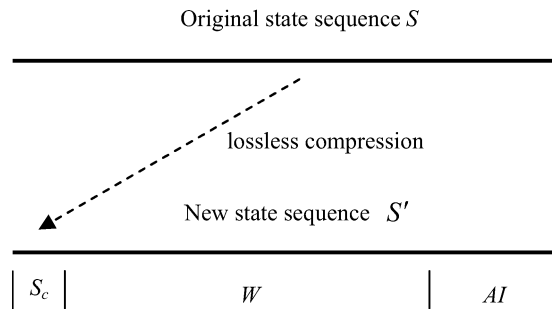 Original state sequence S
lossless compression
New state sequence S′
S_c W AI